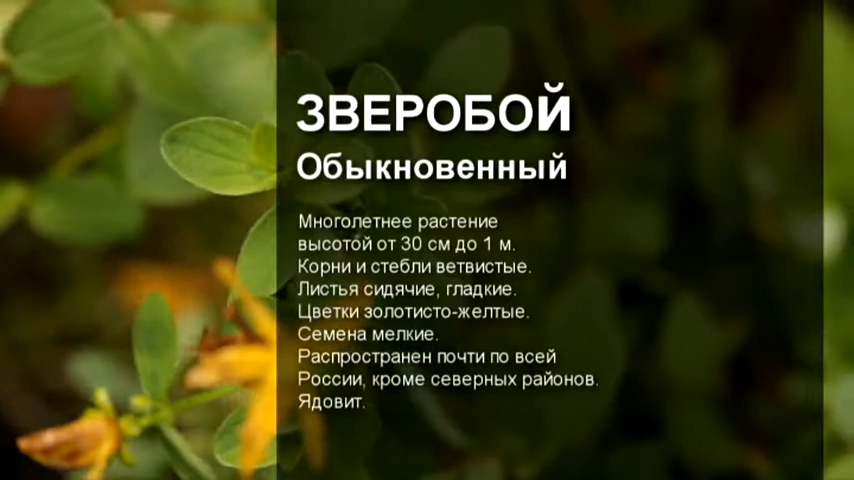 ЗВЕРОБОЙ
Обыкновенный
Многолетнее растение
высотой от 30 см до 1 м.
Корни и стебли ветвистые.
Листья сидячие, гладкие.
Цветки золотисто-желтые.
Семена мелкие.
Распространен почти по всей
России, кроме северных районов.
Ядовит.